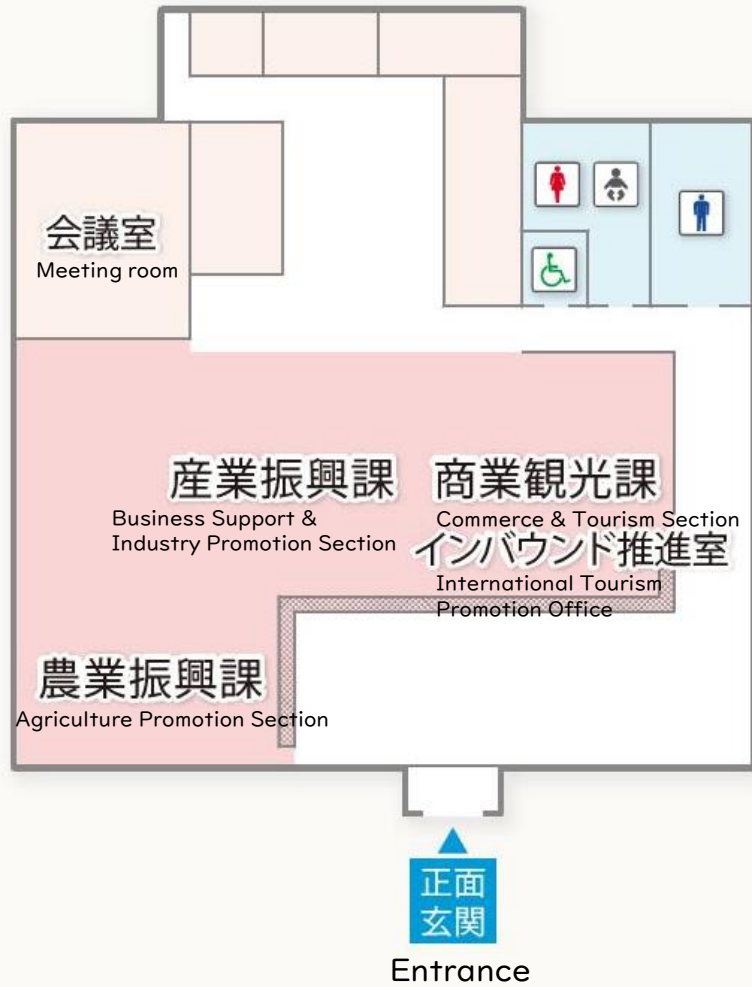 会議室
Meeting room
産業振興課
Business Support &
Industry Promotion Section
商業観光課
Commerce & Tourism Section
インバウンド推進室
International Tourism
Promotion Office
農業振興課
Agriculture Promotion Section
正面
玄関
Entrance